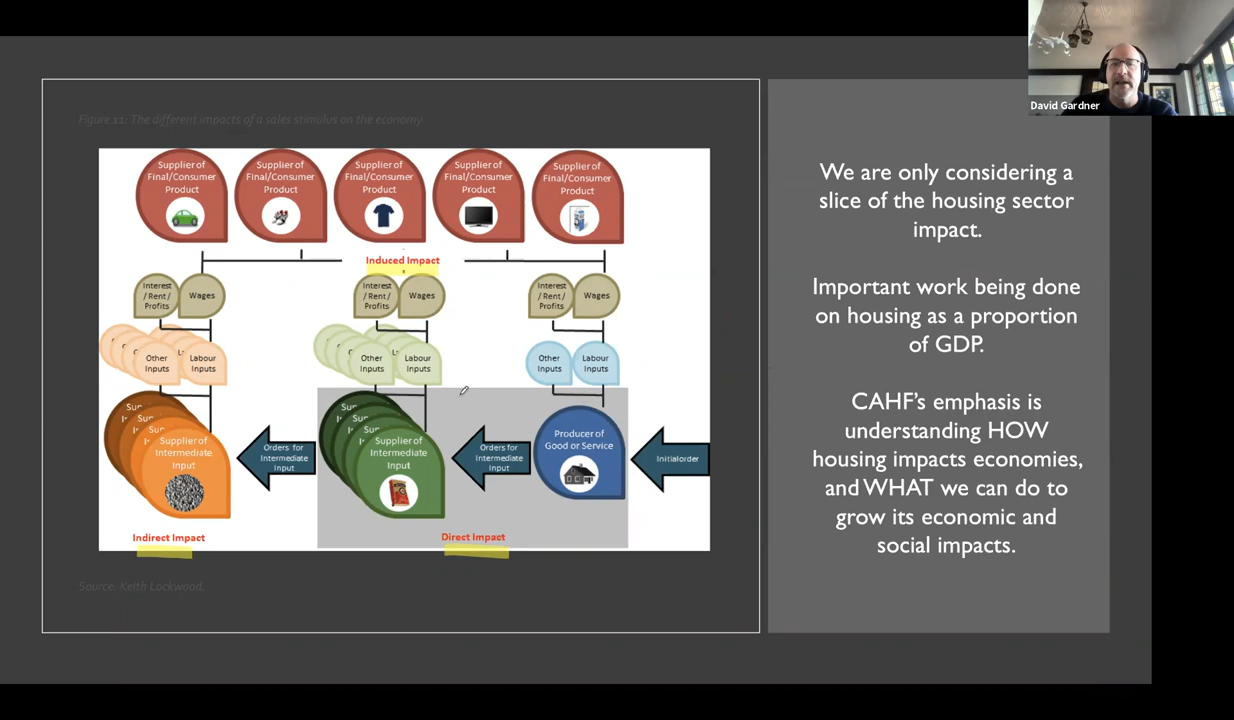 David Gardner
Figure 11: The different impacts of a sales stimulus on the economy
Supplier of
Final/Consumer
Product
Supplier of
Final/Consumer
Product
Supplier of
Final/Consumer
Product
Supplier of
Final/Consumer
Product
Supplier of
Final/Consumer
Product
Induced Impact
Interest
/ Rent /
Profits
Wages
Interest
/ Rent /
Profits
Wages
Interest
/ Rent /
Profits
Wages
Other
Inputs
Labour
Inputs
Other
Inputs
Labour
Inputs
Other
Inputs
Labour
Inputs
Supplier of
Intermediate
Input
Orders for
Intermediate
Input
Supplier of
Intermediate
Input
Orders for
Intermediate
Input
Producer of
Good or Service
Initialorder
Indirect Impact
Direct Impact
Source: Keith Lockwood.
We are only considering a
slice of the housing sector
impact.
Important work being done
on housing as a proportion
of GDP.
CAHF’s emphasis is
understanding HOW
housing impacts economies,
and WHAT we can do to
grow its economic and
social impacts.